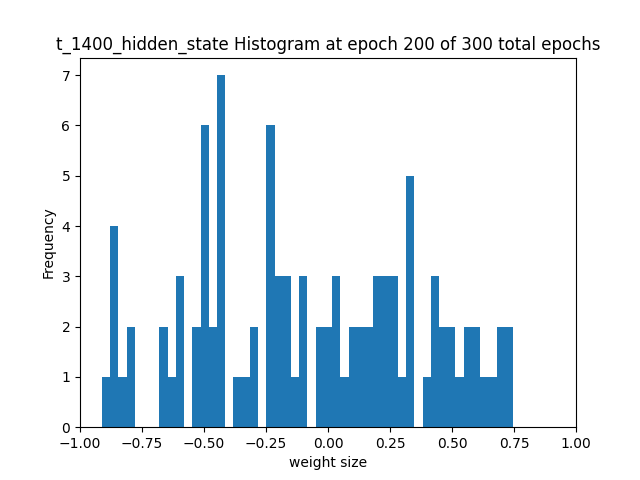 t_1400_hidden_state Histogram at epoch 200 of 300 total epochs
7
6
5
4
3
2
1
0
Frequency
−1.00 −0.75 −0.50 −0.25 0.00 0.25 0.50 0.75 1.00
weight size